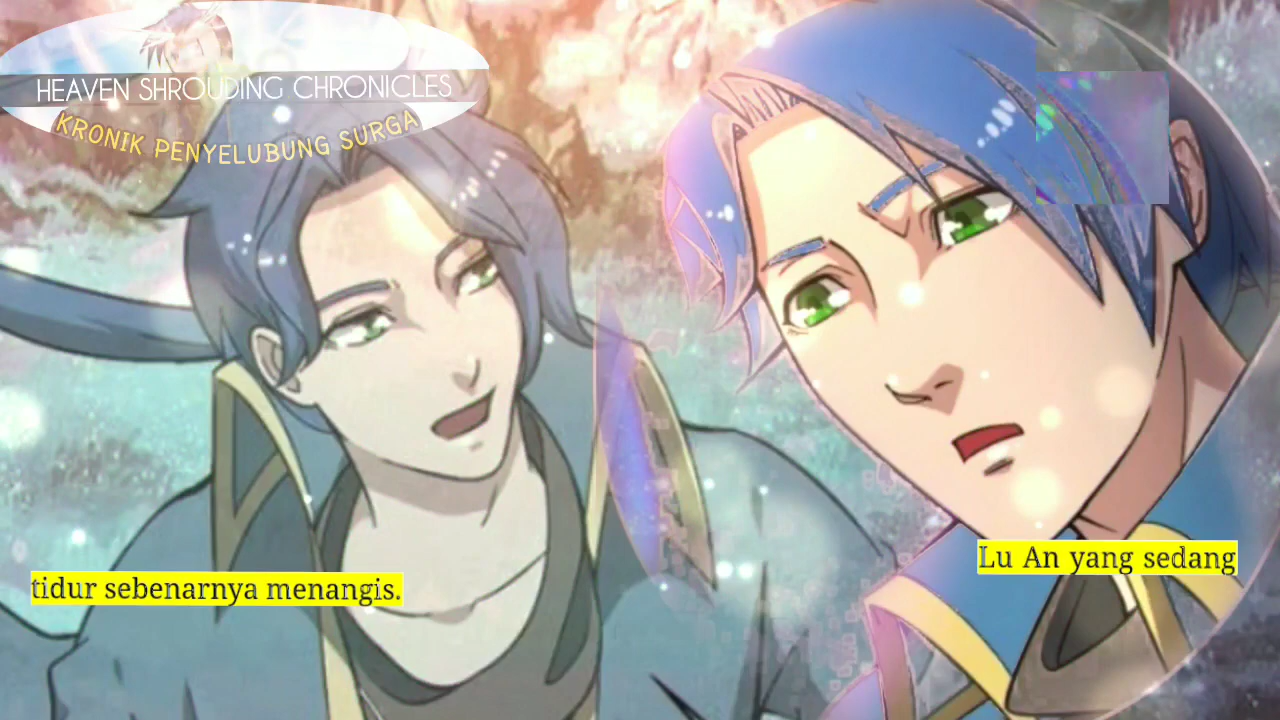 HEAVEN SHROUDING CHRONICLES
KRONIK PENYELUBUNG SURGA
Lu An yang sedang
tidur sebenarnya menangis.